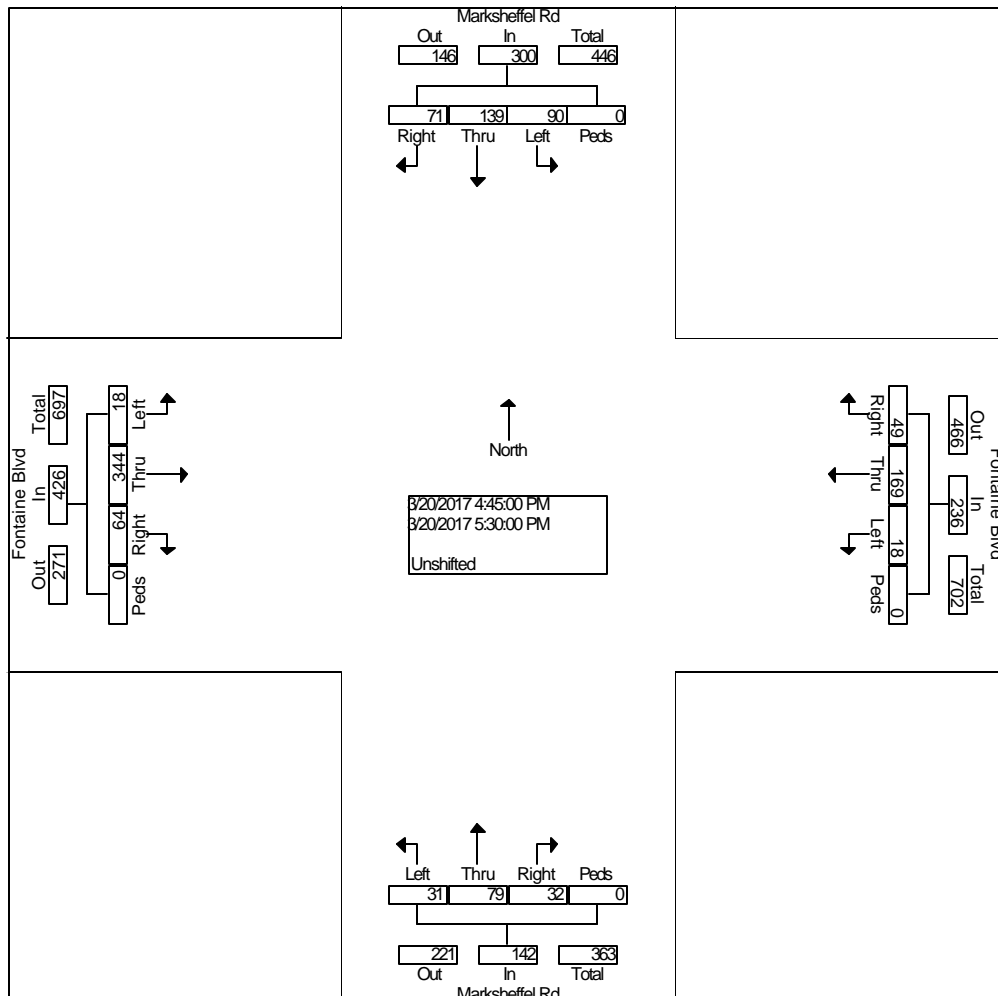 Marksheffel Rd
Out In Total
146 300 446
71 139 90 0
Right Thru Left Peds
Fontaine Blvd
Total In Out
697 426 271
18 344 64 0
Left Thru Right Peds
North
3/20/2017 4:45:00 PM
3/20/2017 5:30:00 PM
Unshifted
Right Thru Left Peds
49 169 18 0
466 236 702
Out In Total
Fontaine Blvd
Left Thru Right Peds
31 79 32 0
221 142 363
Out In Total
Marksheffel Rd